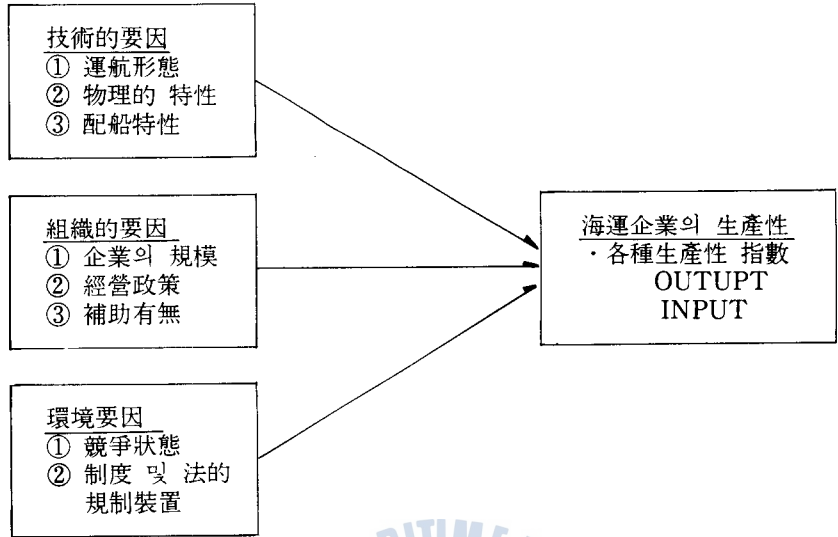 技術的要因
① 運航形態
② 物理的 特性
③ 配船特性
組織的要因
① 企業의 規模
② 經營政策
③ 補助有無
環境要因
① 競爭狀態
② 制度 및 法的
規制裝置
海運企業의 生產性
· 各種生產性 指數
OUTUPT
INPUT